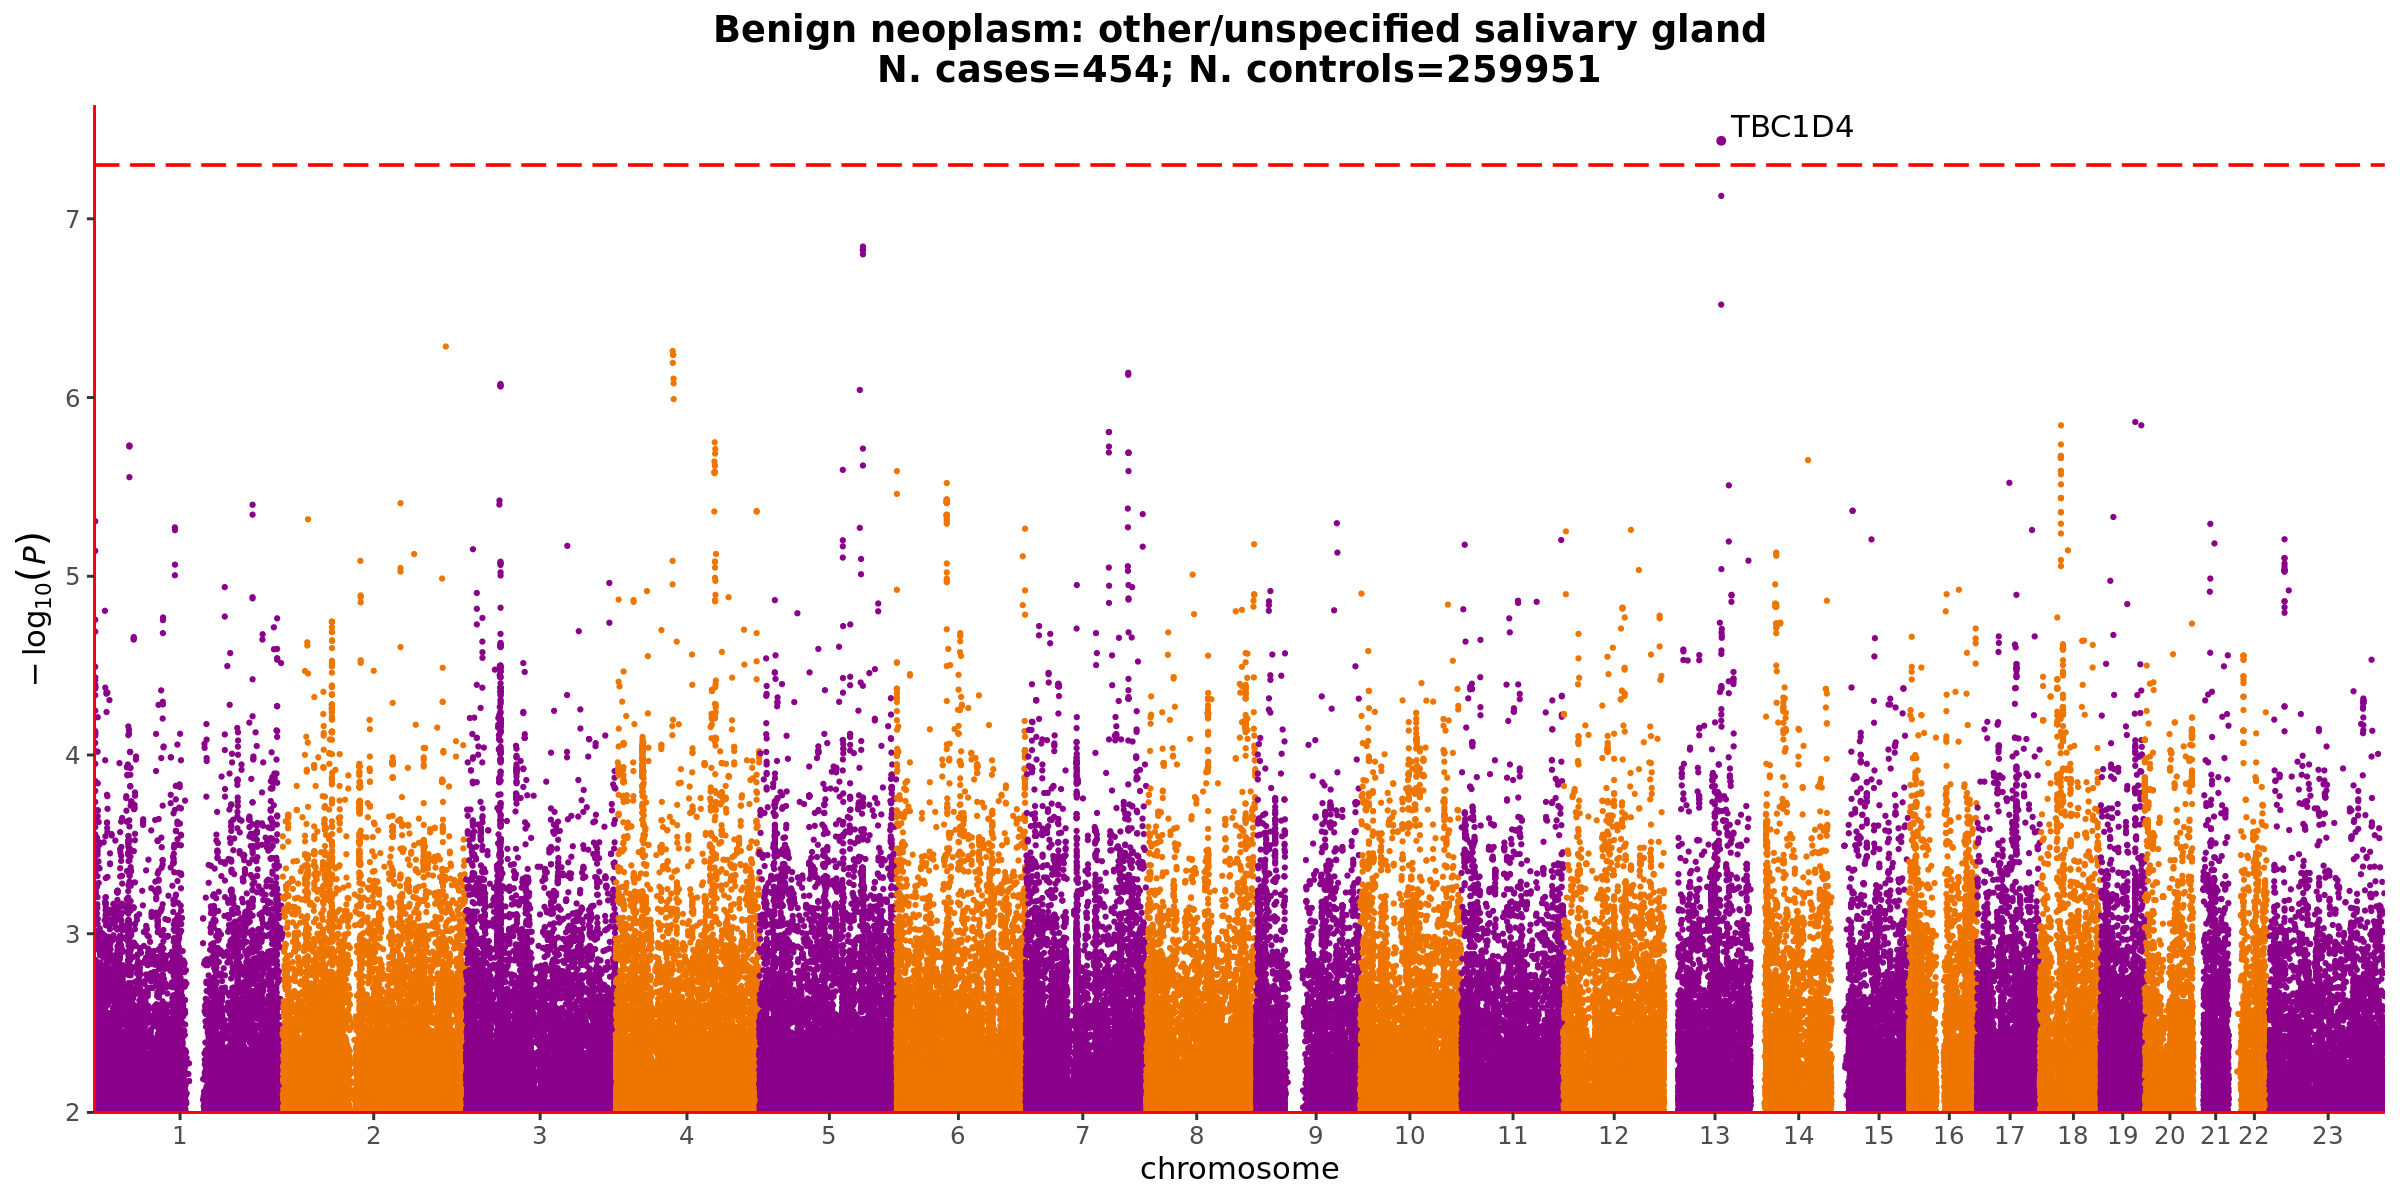 Benign neoplasm: other/unspecified salivary gland
N. cases=454; N. controls=259951
TBC1D4
7
6
5
4
3
2
−log10(P)
1 2 3 4 5 6 7 8 9 10 11 12 13 14 15 16 17 18 19 20 21 22 23
chromosome